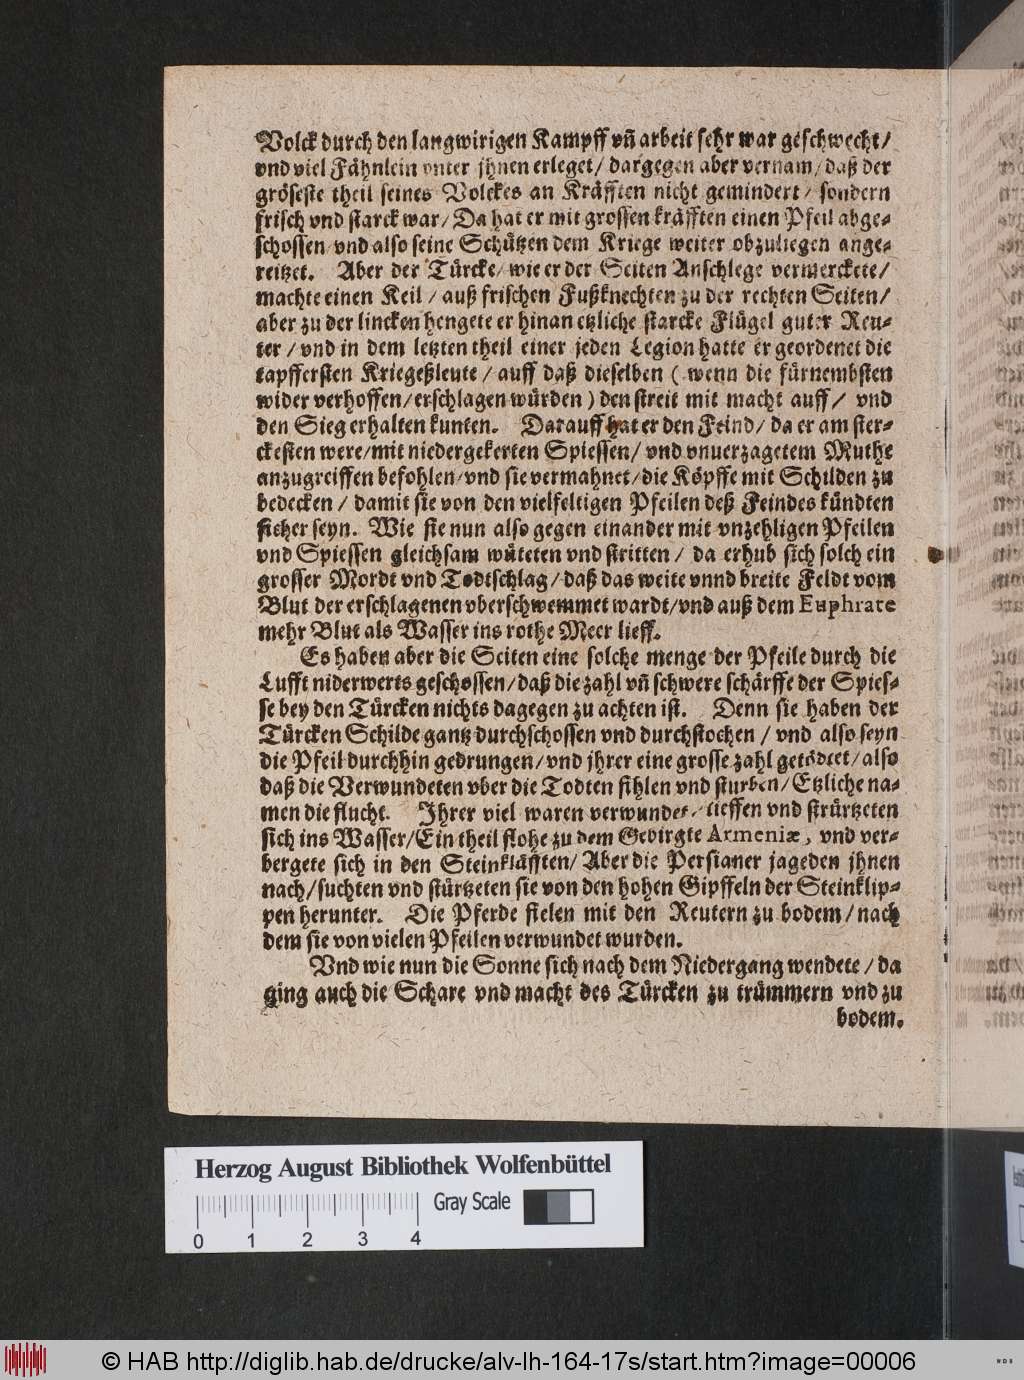 Volck durch den langwirigen Kampff vñ arbeit sehr war geschwecht/
vnd viel Fähnlein vnter jhnen erleget/ dargegen aber vernam/ daß der
gröseste theil seines Volckes an Kräfften nicht gemindert/ sondern
frisch vnd starck war/ Da hat er mit grossen kräfften einen Pfeil abge-
schossen vnd also seine Schützen dem Kriege weiter obzuliegen ange-
reitzet. Aber der Türcke/ wie er der Seiten Anschlege vermerckete/
machte einen Keil/ auß frischen Fußknechten zu der rechten Seiten/
aber zu der lincken hengete er hinan etzliche starcke Flügel guter Reu-
ter/ vnd in dem letzten theil einer jeden Legion hatte er geordenet die
tapffersten Kriegeßleute/ auff daß dieselben (wenn die fürnembsten
wider verhoffen/ erschlagen würden) den streit mit macht auff/ vnd
den Sieg erhalten kunten. Darauff hat er den Feind/ da er am ster-
ckesten were/ mit niedergekerten Spiessen/ vnd vnuerzagetem Muthe
anzugreiffen befohlen/ vnd sie vermahnet/ die Köpffe mit Schilden zu
bedecken/ damit sie von den vielfeltigen Pfeilen deß Feindes kündten
sicher seyn. Wie sie nun also gegen einander mit vnzehligen Pfeilen
vnd Spiessen gleichsam wüteten vnd stritten/ da erhub sich solch ein
grosser Mordt vnd Todtschlag/ daß das weite vnnd breite Feldt vom
Blut der erschlagenen vberschwemmet wardt/ vnd auß dem Euphrate
mehr Blut als Wasser ins rothe Meer lieff.
Es haben aber die Seiten eine solche menge der Pfeile durch die
Lufft niderwerts geschossen/ daß die zahl vñ schwere schärffe der Spies-
se bey den Türcken nichts dagegen zu achten ist. Denn sie haben der
Türcken Schilde gantz durchschossen vnd durchstochen/ vnd also seyn
die Pfeil durchhin gedrungen/ vnd jhrer eine grosse zahl getödtet/ also
daß die Verwundeten vber die Todten fihlen vnd sturben/ Etzliche na-
men die flucht. Jhrer viel waren verwundet/ lieffen vnd strürtzeten
sich ins Wasser/ Ein theil flohe zu dem Gebirgte Armeniæ, vnd ver-
bergete sich in den Steinkläfften/ Aber die Persianer jageden jhnen
nach/ suchten vnd stürtzeten sie von den hohen Gipffeln der Steinklip-
pen herunter. Die Pferde fielen mit den Reutern zu bodem/ nach
dem sie von vielen Pfeilen verwundet wurden.
Vnd wie nun die Sonne sich nach dem Niedergang wendete/ da
ging auch die Schare vnd macht des Türcken zu trümmern vnd zu
bodem.
Herzog August Bibliothek Wolfenbüttel
Gray Scale
0 1 2 3 4
© HAB http://diglib.hab.de/drucke/alv-lh-164-17s/start.htm?image=00006